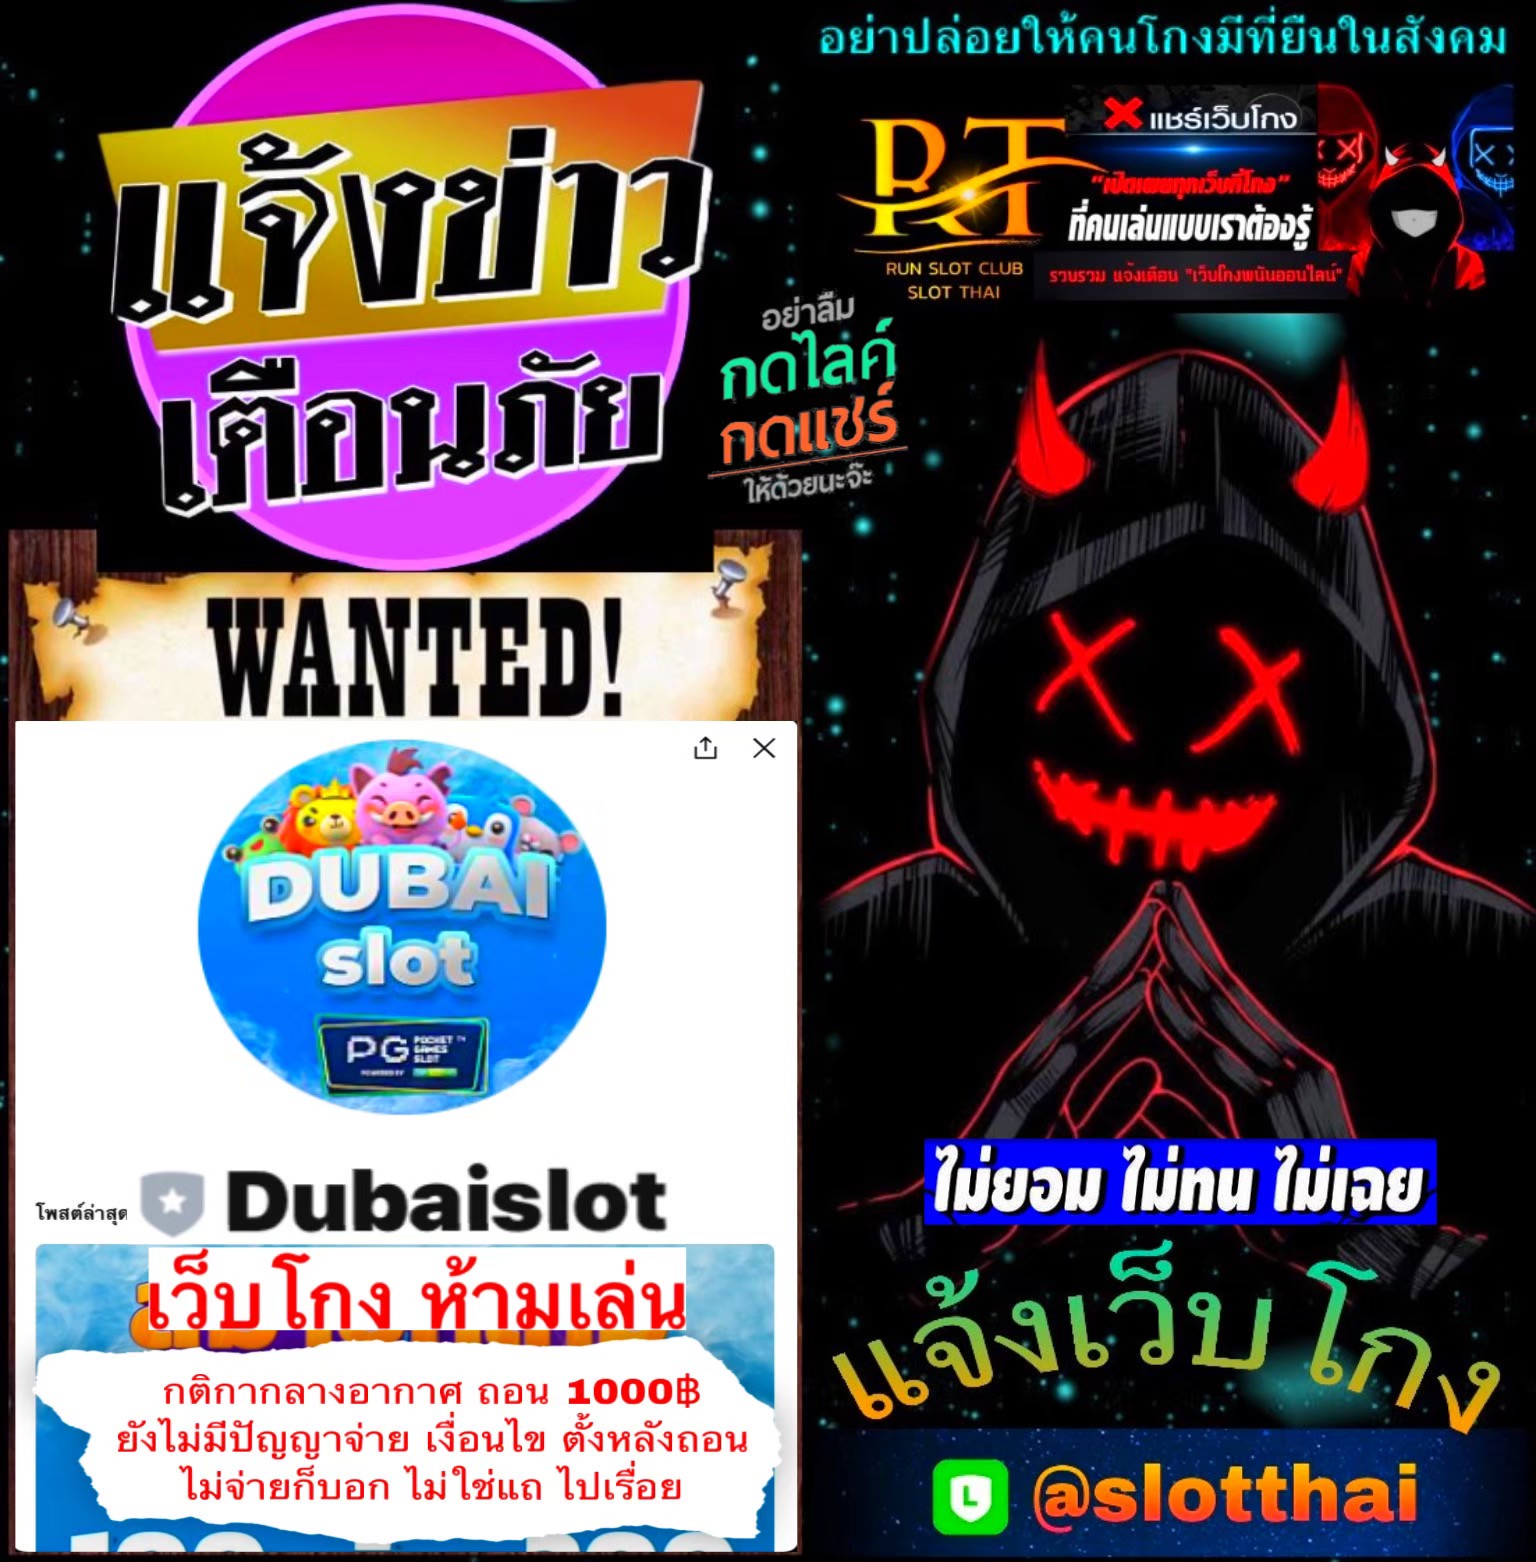 แจ้งข่าว
เตือนภัย
อย่าปล่อยให้คนโกงมีที่ยืนในสังคม
RT
RUN SLOT CLUB
SLOT THAI
แชร์เว็บโกง
"เปิดเผยทุกเว็บที่โกง"
ที่คนเล่นแบบเราต้องรู้
รวบรวม แจ้งเตือน "เว็บโกงพนันออนไลน์"
อย่าลืม
กดไลค์
กดแชร์
ให้ด้วยนะจ๊ะ
WANTED!
DUBAI
slot
PG POCKET GAMES SLOT
POWERED BY
Dubaislot
โพสต์ล่าสุด
เว็บโกง ห้ามเล่น
กติกากลางอากาศ ถอน 1000฿
ยังไม่มีปัญญาจ่าย เงื่อนไข ตั้งหลังถอน
ไม่จ่ายก็บอก ไม่ใช่แถ ไปเรื่อย
ไม่ยอม ไม่ทน ไม่เฉย
แจ้งเว็บโกง
L @slotthai